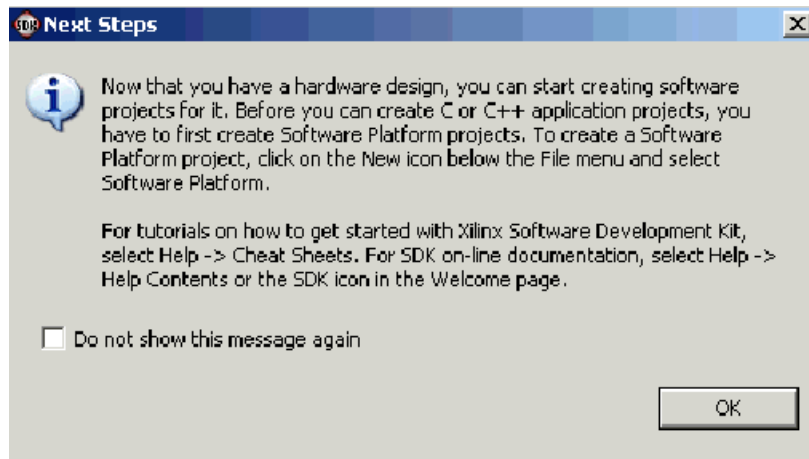 SDK Next Steps
Now that you have a hardware design, you can start creating software
projects for it. Before you can create C or C++ application projects, you
have to first create Software Platform projects. To create a Software
Platform project, click on the New icon below the File menu and select
Software Platform.
For tutorials on how to get started with Xilinx Software Development Kit,
select Help -> Cheat Sheets. For SDK on-line documentation, select Help ->
Help Contents or the SDK icon in the Welcome page.
Do not show this message again
OK